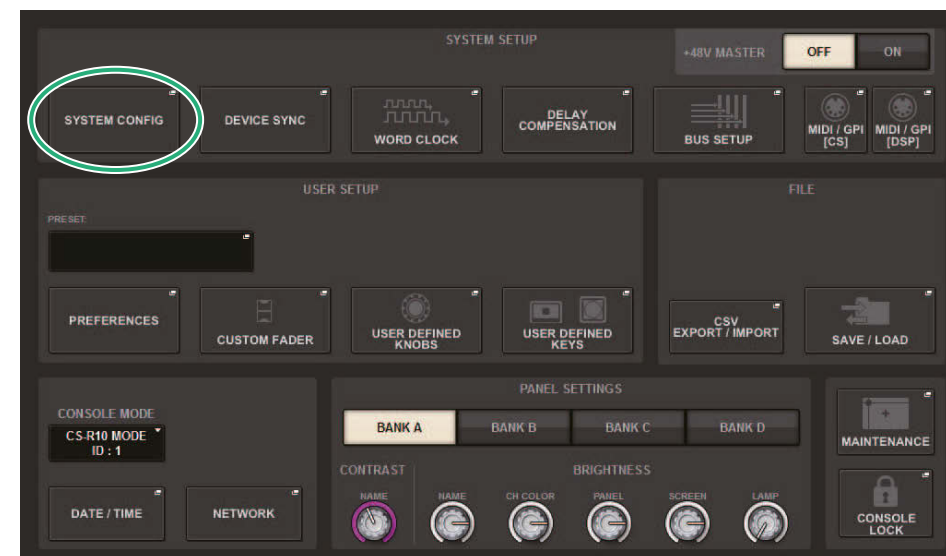 SYSTEM SETUP
+48V MASTER
OFF
ON
SYSTEM CONFIG
DEVICE SYNC
WORD CLOCK
DELAY
COMPENSATION
BUS SETUP
MIDI / GPI
[CS]
MIDI / GPI
[DSP]
USER SETUP
PRESET
PREFERENCES
CUSTOM FADER
USER DEFINED
KNOBS
USER DEFINED
KEYS
FILE
CSV
EXPORT / IMPORT
SAVE / LOAD
CONSOLE MODE
CS-R10 MODE
ID : 1
DATE / TIME
NETWORK
PANEL SETTINGS
BANK A
BANK B
BANK C
BANK D
CONTRAST
BRIGHTNESS
NAME
NAME
CH COLOR
PANEL
SCREEN
LAMP
MAINTENANCE
CONSOLE
LOCK